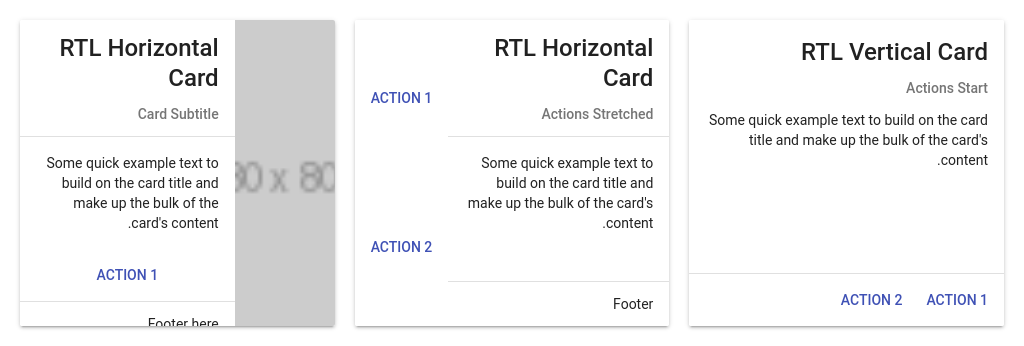 RTL Horizontal
Card
Card Subtitle
Some quick example text to
build on the card title and
make up the bulk of the
.card's content
ACTION 1
Footer here
RTL Horizontal
Card
Actions Stretched
Some quick example text to
build on the card title and
make up the bulk of the card's
.content
Footer
ACTION 1
ACTION 2
RTL Vertical Card
Actions Start
Some quick example text to build on the card
title and make up the bulk of the card's
.content
ACTION 2 ACTION 1